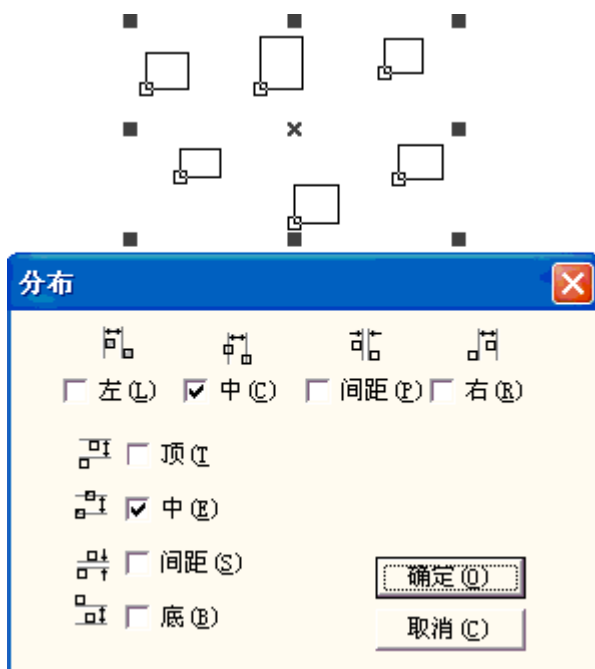 分布
左(L) 中(C) 间距(P) 右(R)
顶(T
中(E)
间距(S)
确定(O)
底(B)
取消(C)